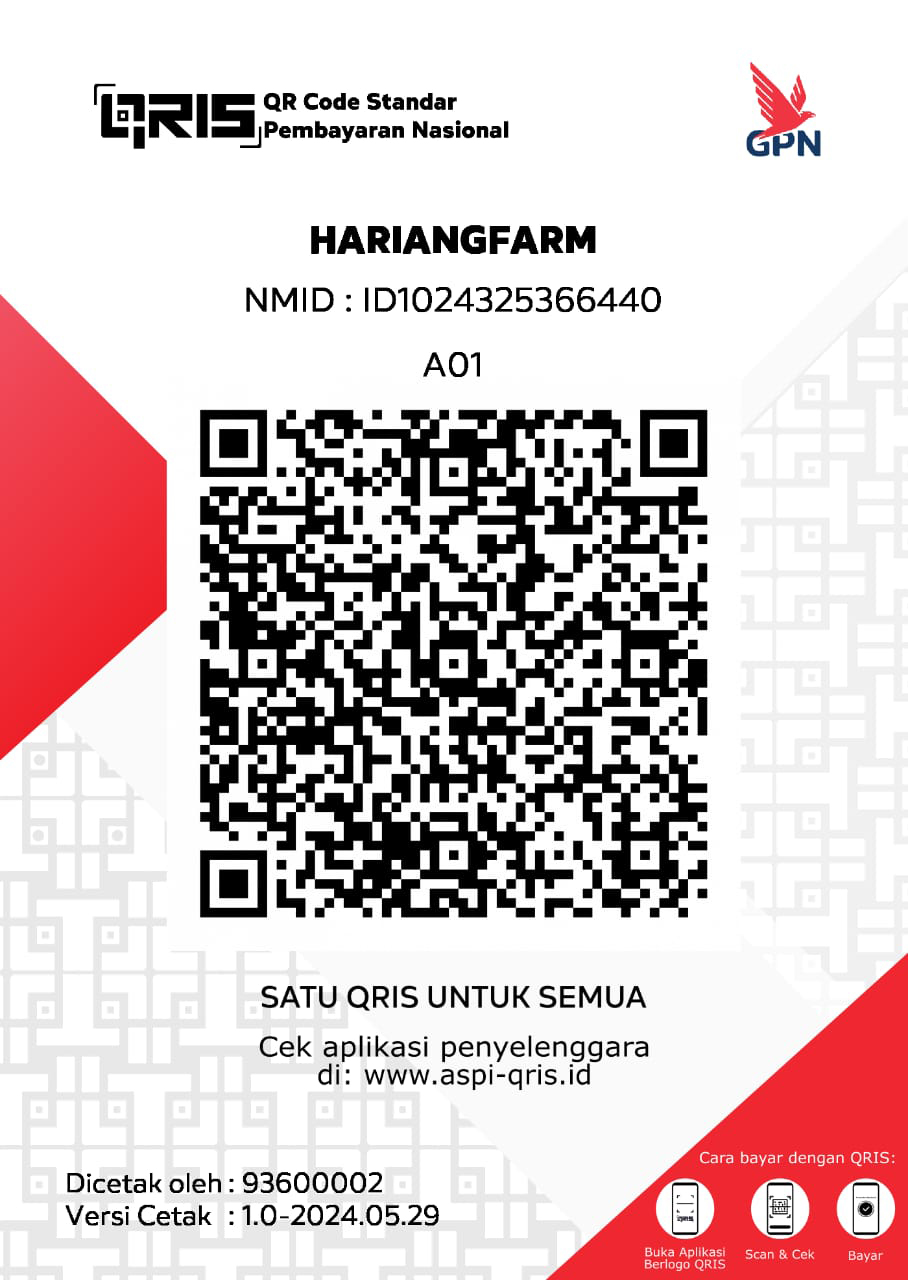 QRIS QR Code Standar
Pembayaran Nasional
GPN
HARIANGFARM
NMID : ID1024325366440
A01
SATU QRIS UNTUK SEMUA
Cek aplikasi penyelenggara
di: www.aspi-qris.id
Dicetak oleh : 93600002
Versi Cetak : 1.0-2024.05.29
Cara bayar dengan QRIS:
Buka Aplikasi
Berlogo QRIS
Scan & Cek
Bayar